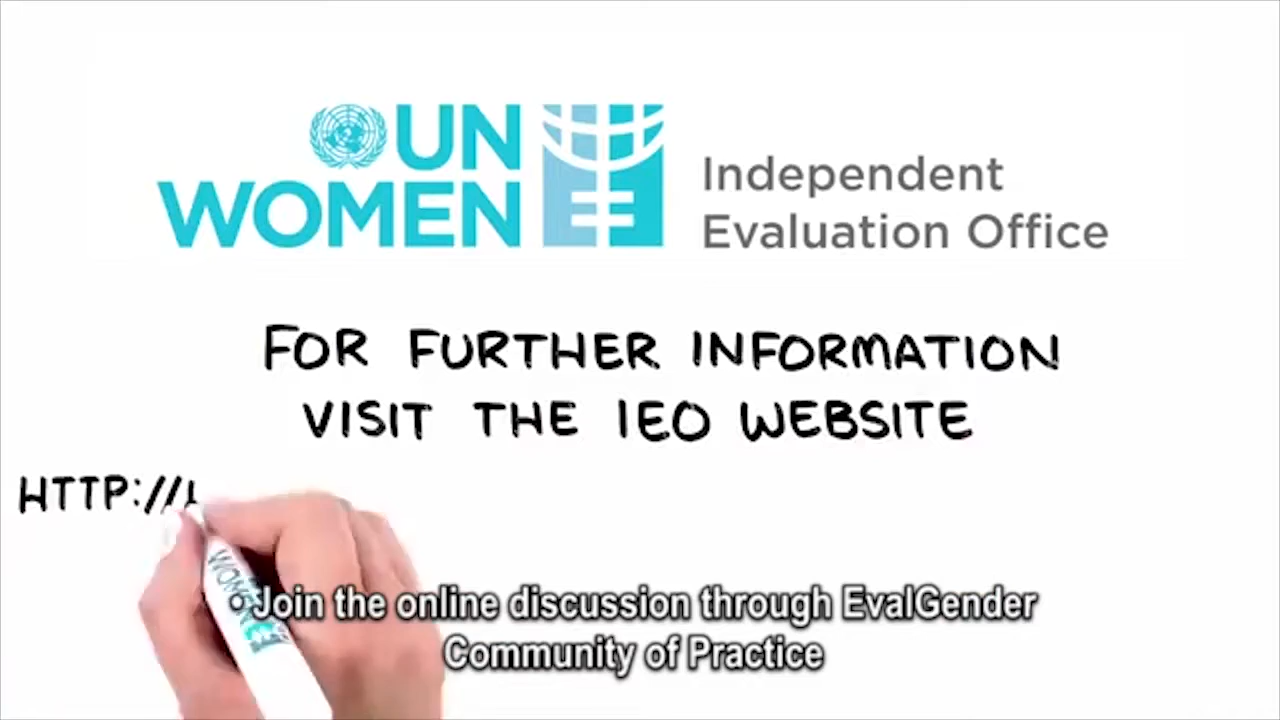 UN
WOMEN
Independent
Evaluation Office
FOR FURTHER INFORMATION
VISIT THE IEO WEBSITE
HTTP://
Join the online discussion through EvalGender
Community of Practice